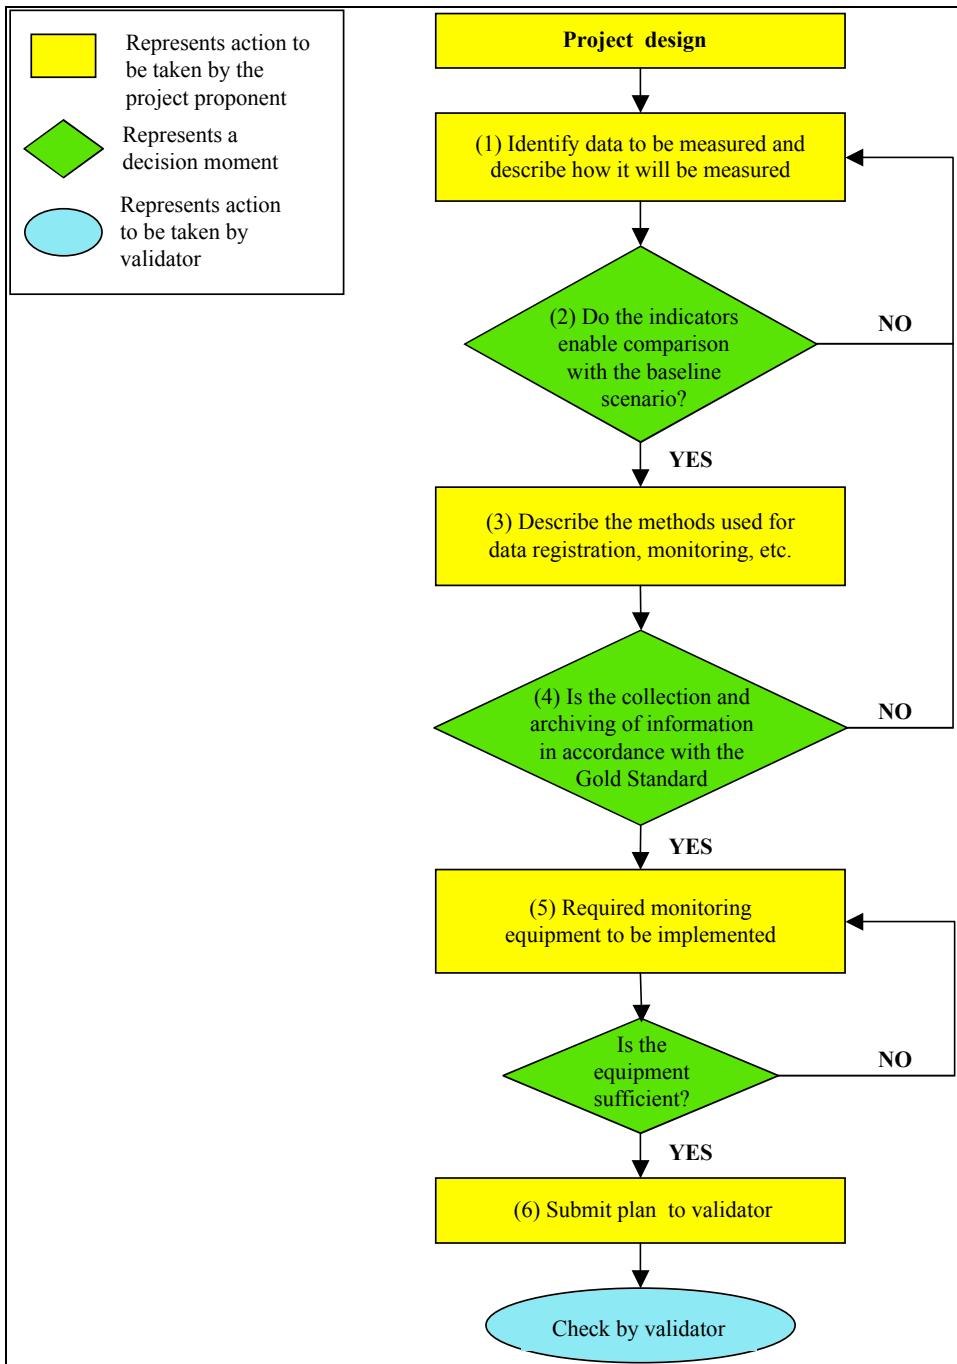 Represents action to
be taken by the
project proponent
Represents a
decision moment
Represents action
to be taken by
validator
Project design
(1) Identify data to be measured and
describe how it will be measured
(2) Do the indicators
enable comparison
with the baseline
scenario?
NO
YES
(3) Describe the methods used for
data registration, monitoring, etc.
(4) Is the collection and
archiving of information
in accordance with the
Gold Standard
NO
YES
(5) Required monitoring
equipment to be implemented
Is the
equipment
sufficient?
NO
YES
(6) Submit plan to validator
Check by validator